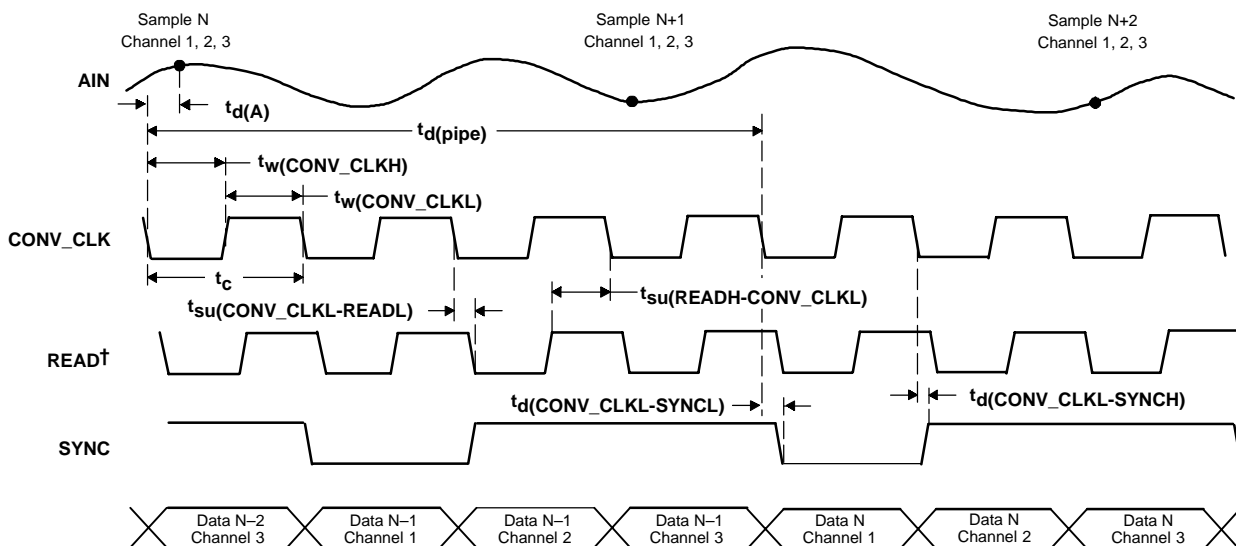 Sample N
Channel 1, 2, 3
Sample N+1
Channel 1, 2, 3
Sample N+2
Channel 1, 2, 3
AIN
td(A)
td(pipe)
tw(CONV_CLKH)
tw(CONV_CLKL)
CONV_CLK
tc
tsu(CONV_CLKL-READL)
tsu(READH-CONV_CLKL)
READ†
td(CONV_CLKL-SYNCL)
td(CONV_CLKL-SYNCH)
SYNC
Data N–2
Channel 3
Data N–1
Channel 1
Data N–1
Channel 2
Data N–1
Channel 3
Data N
Channel 1
Data N
Channel 2
Data N
Channel 3